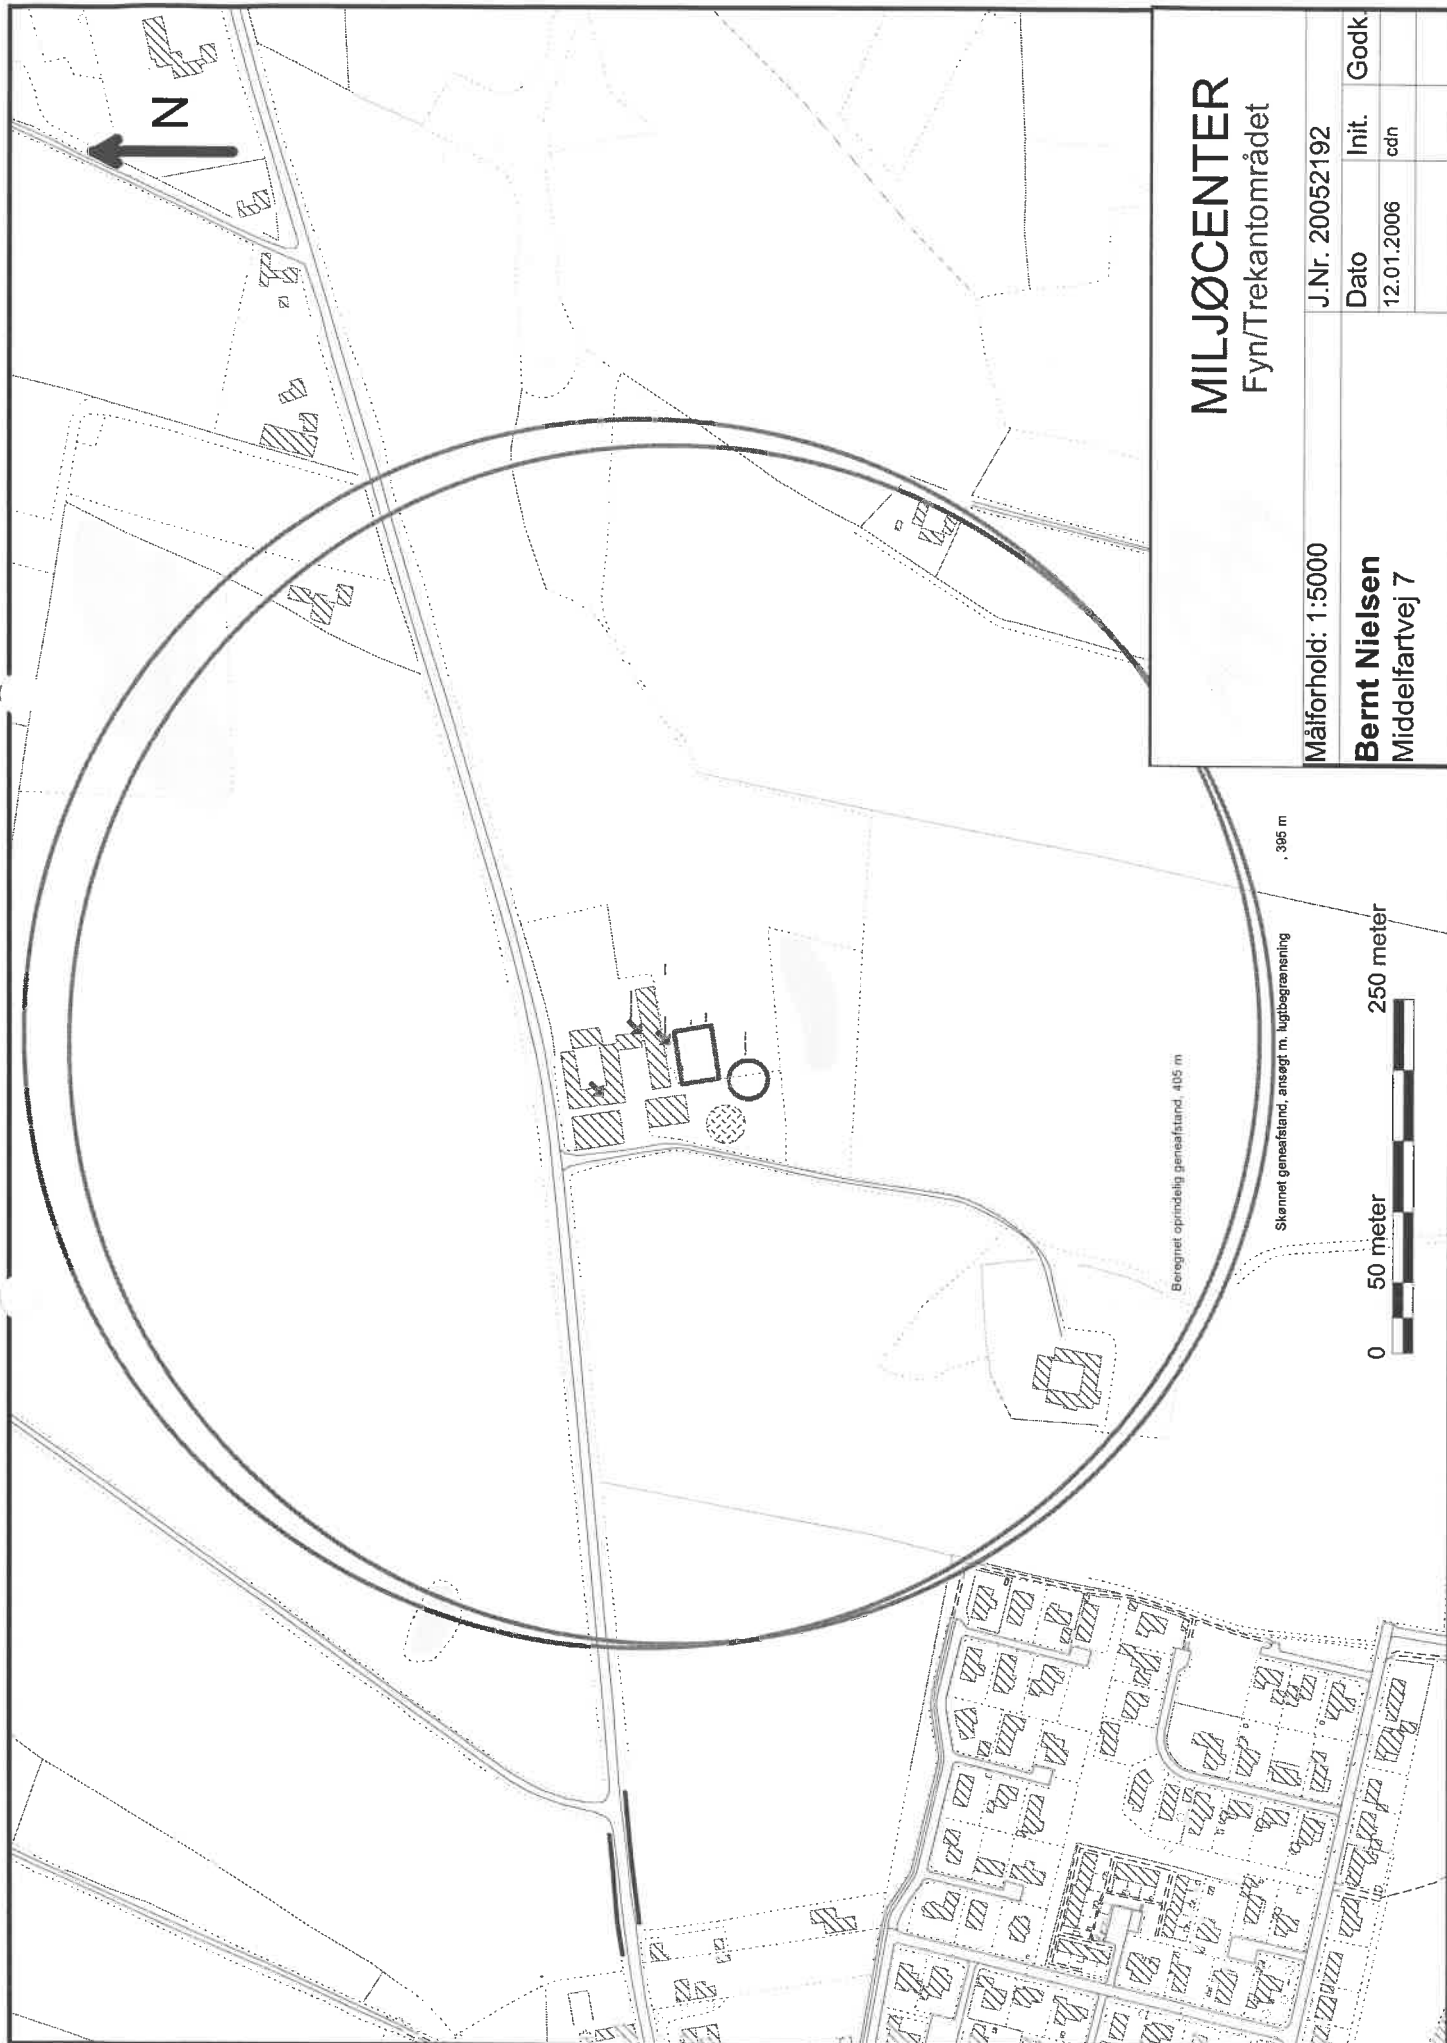 N
MILJØCENTER
Fyn/Trekantområdet
Målforhold: 1:5000
J.Nr. 20052192
Dato
Init.
Godk.
12.01.2006
cdn
Bernt Nielsen
Middelfartvej 7
Beregnet oprindelig geneafstand, 405 m
Skønnet geneafstand, ansøgt m. lugtbegrænsning , 395 m
0
50 meter
250 meter